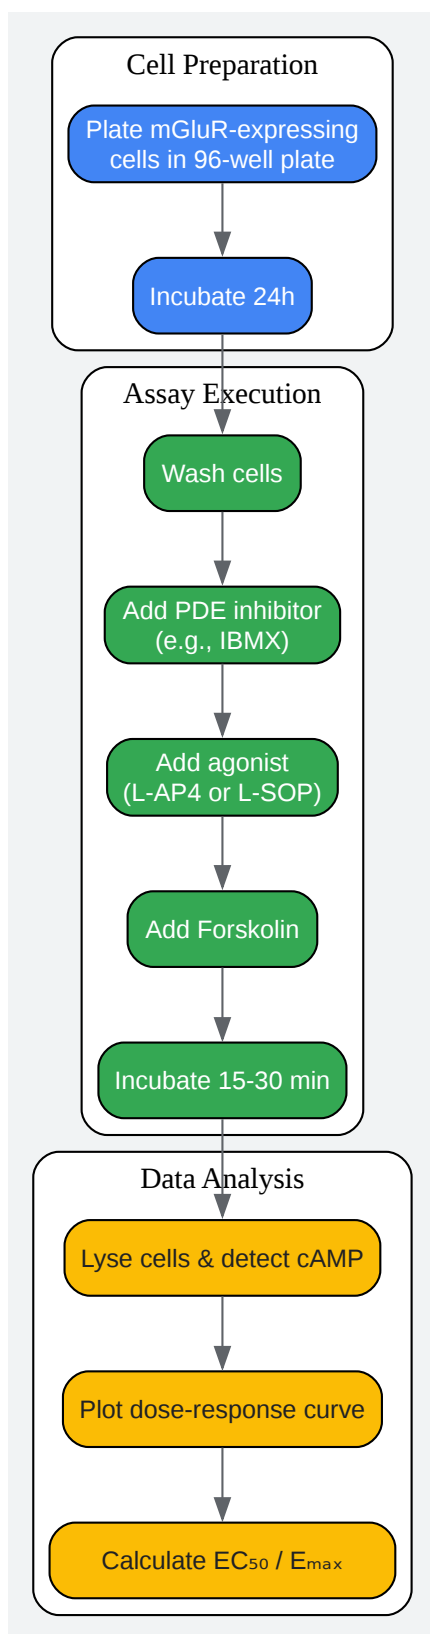 Cell Preparation
Plate mGluR-expressing
cells in 96-well plate
Incubate 24h
Assay Execution
Wash cells
Add PDE inhibitor
(e.g., IBMX)
Add agonist
(L-AP4 or L-SOP)
Add Forskolin
Incubate 15-30 min
Data Analysis
Lyse cells & detect cAMP
Plot dose-response curve
Calculate EC₅₀ / Eₘₐₓ